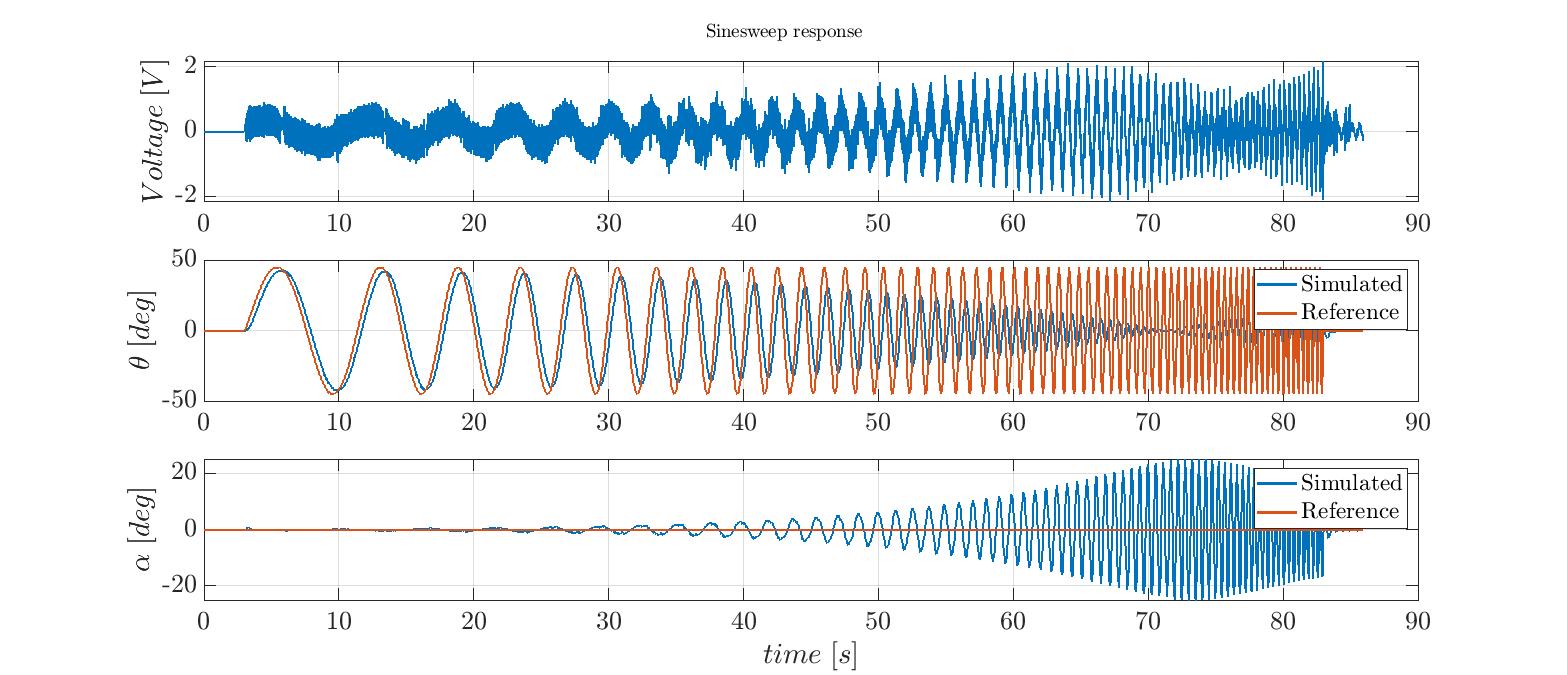 Sinesweep response
Voltage [V]
2
0
-2
0 10 20 30 40 50 60 70 80 90
θ [deg]
50
0
-50
Simulated
Reference
0 10 20 30 40 50 60 70 80 90
α [deg]
20
0
-20
Simulated
Reference
0 10 20 30 40 50 60 70 80 90
time [s]